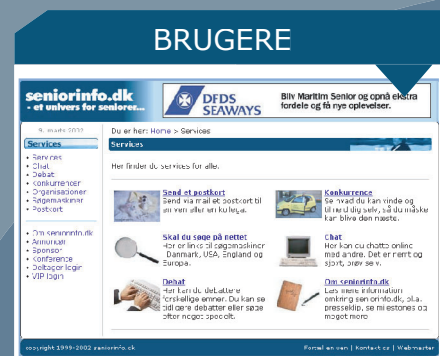 BRUGERE
seniorinfo.dk
- et univers for seniorer...
DFDS
SEAWAYS
Bliv Maritim Senior og opnå ekstra
fordele og få nye oplevelser.
9. marts 2002
Du er her: Home > Services
Services
Services
• Services
• Chat
• Debat
• Konkurrencer
• Organisationer
• Søgemaskiner
• Postkort
• Om seniorinfo.dk
• Annoncør
• Sponsor
• Konference
• Deltager login
• VIP login
Her finder du services for alle.
Send et postkort
Send via mail et postkort til
en ven eller en kollega.
Konkurrence
Se hvad du kan vinde og
tilmeld dig selv, så du måske
kan blive den næste.
Skal du søge på nettet
Her er links til søgemaskiner
i Danmark, USA, England og
Europa.
Chat
Her kan du chatte online
med andre. Det er nemt og
sjovt, prøv selv.
Debat
Her kan du debattere
forskellige emner. Du kan se
tidligere debatter eller søge
efter noget specielt.
Om seniorinfo.dk
Læs mere information
omkring seniorinfo.dk, bl.a.
presseklip, se milestones og
meget mere
copyright 1999-2002 seniorinfo.dk
Fortæl en ven | Kontakt os | Webmaster